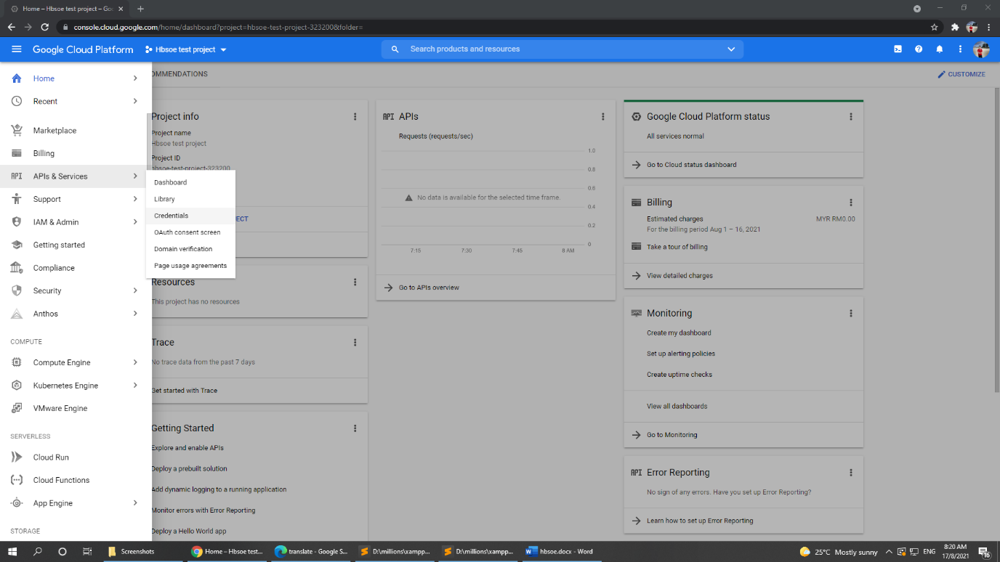 Home – Hbsoe test project – Goo
console.cloud.google.com/home/dashboard?project=hbsoe-test-project-323200&folder=
Google Cloud Platform
Hbsoe test project
Search products and resources
Home
Recent
Marketplace
Billing
API
APIs & Services
Support
IAM & Admin
Getting started
Compliance
Security
Anthos
COMPUTE
Compute Engine
Kubernetes Engine
VMware Engine
SERVERLESS
Cloud Run
Cloud Functions
App Engine
STORAGE
Dashboard
Library
Credentials
OAuth consent screen
Domain verification
Page usage agreements
OMMENDATIONS
CUSTOMIZE
Project info
Project name
Hbsoe test project
Project ID
hbsoe-test-project-323200
ECT
Resources
This project has no resources
Trace
No trace data from the past 7 days
Get started with Trace
Getting Started
Explore and enable APIs
Deploy a prebuilt solution
Add dynamic logging to a running application
Monitor errors with Error Reporting
Deploy a Hello World app
API APIs
Requests (requests/sec)
1.0
0.8
0.6
No data is available for the selected time frame.
0.4
0.2
0
7:15 7:30 7:45 8 AM
Go to APIs overview
Google Cloud Platform status
All services normal
Go to Cloud status dashboard
Billing
Estimated charges MYR RM0.00
For the billing period Aug 1 – 16, 2021
Take a tour of billing
View detailed charges
Monitoring
Create my dashboard
Set up alerting policies
Create uptime checks
View all dashboards
Go to Monitoring
API Error Reporting
No sign of any errors. Have you set up Error Reporting?
Learn how to set up Error Reporting
Screenshots
Home – Hbsoe test...
translate - Google S...
D:\millions\xampp...
D:\millions\xampp...
hbsoe.docx - Word
25°C Mostly sunny
ENG
8:20 AM
17/8/2021
16